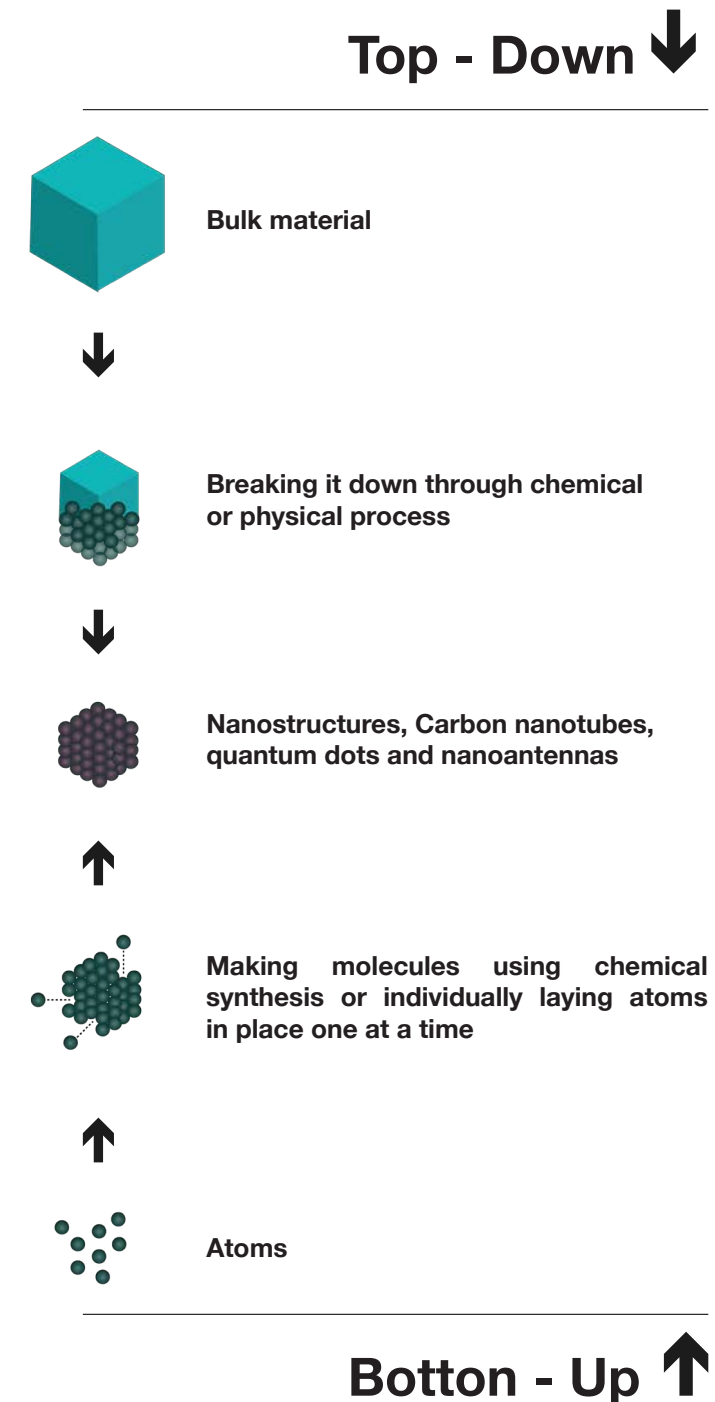 Top - Down
Bulk material
Breaking it down through chemical
or physical process
Nanostructures, Carbon nanotubes,
quantum dots and nanoantennas
Making molecules using chemical
synthesis or individually laying atoms
in place one at a time
Atoms
Botton - Up